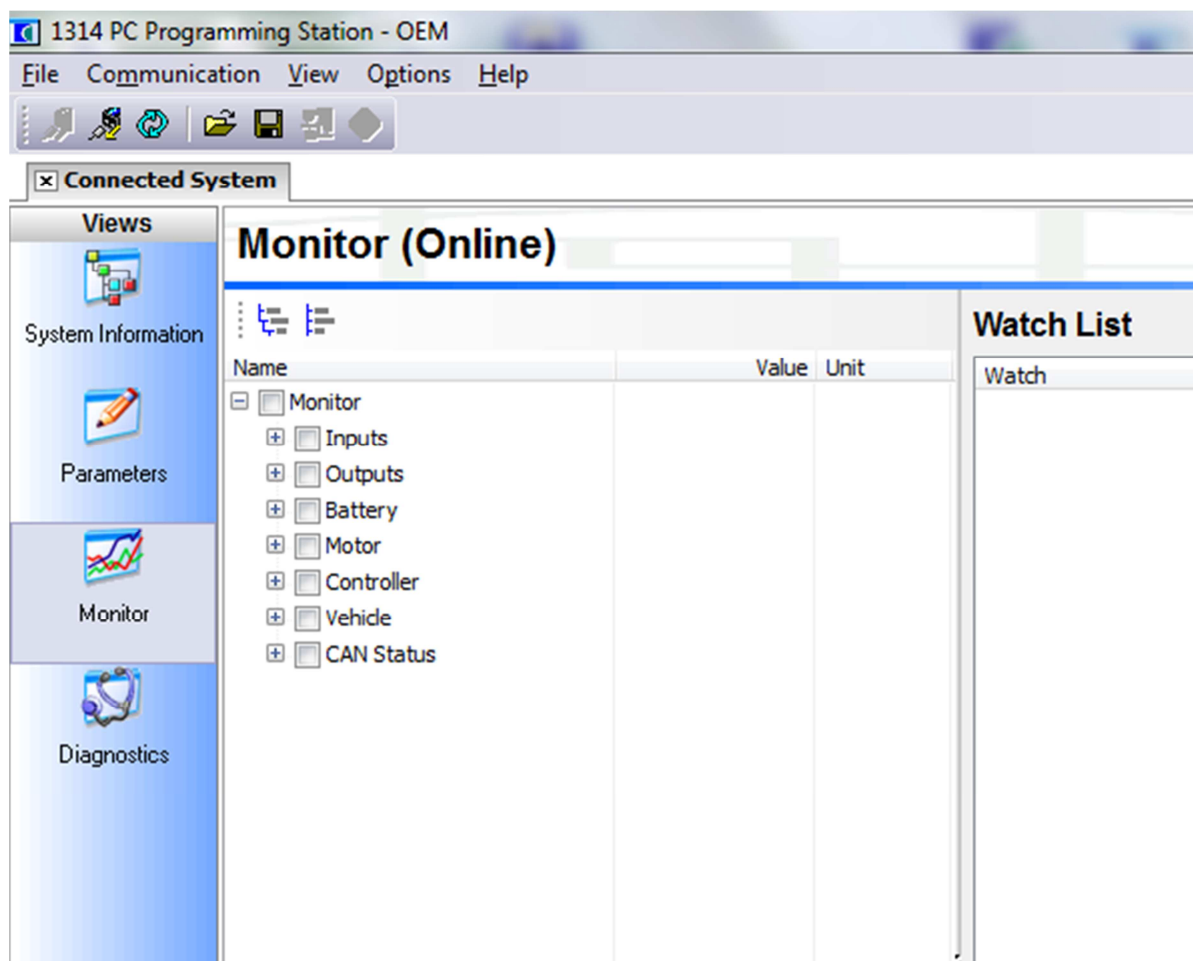 1314 PC Programming Station - OEM
File Communication View Options Help
Connected System
Views
System Information
Parameters
Monitor
Diagnostics
Monitor (Online)
Name Value Unit
Monitor
Inputs
Outputs
Battery
Motor
Controller
Vehicle
CAN Status
Watch List
Watch